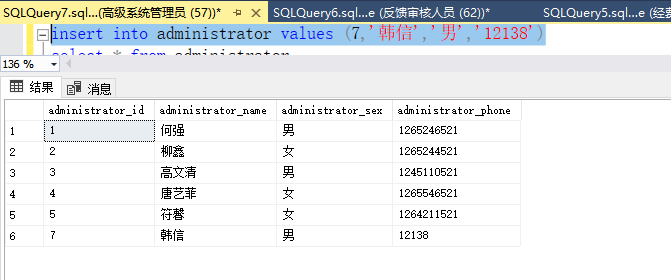 SQLQuery7.sql...(高级系统管理员 (57))* SQLQuery6.sql...e (反馈审核人员 (62))* SQLQuery5.sql...e (经
insert into administrator values (7,'韩信','男','12138')
select * from administrator
136 %
结果 消息
administrator_id administrator_name administrator_sex administrator_phone
1 1 何强 男 1265246521
2 2 柳鑫 女 1265244521
3 3 高文清 男 1245110521
4 4 唐艺菲 女 1265546521
5 5 符馨 女 1264211521
6 7 韩信 男 12138